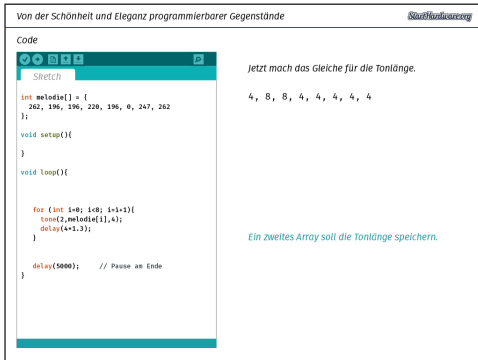 Von der Schönheit und Eleganz programmierbarer Gegenstände
StartHardware.org
Code
Sketch
int melodie[] = {
262, 196, 196, 220, 196, 0, 247, 262
);
void setup(){
}
void loop(){
for (int i=0; i<8; i=i+1){
tone(2,melodie[i],4);
delay(4*1.3);
}
delay(5000); // Pause am Ende
}
Jetzt mach das Gleiche für die Tonlänge.
4, 8, 8, 4, 4, 4, 4, 4
Ein zweites Array soll die Tonlänge speichern.